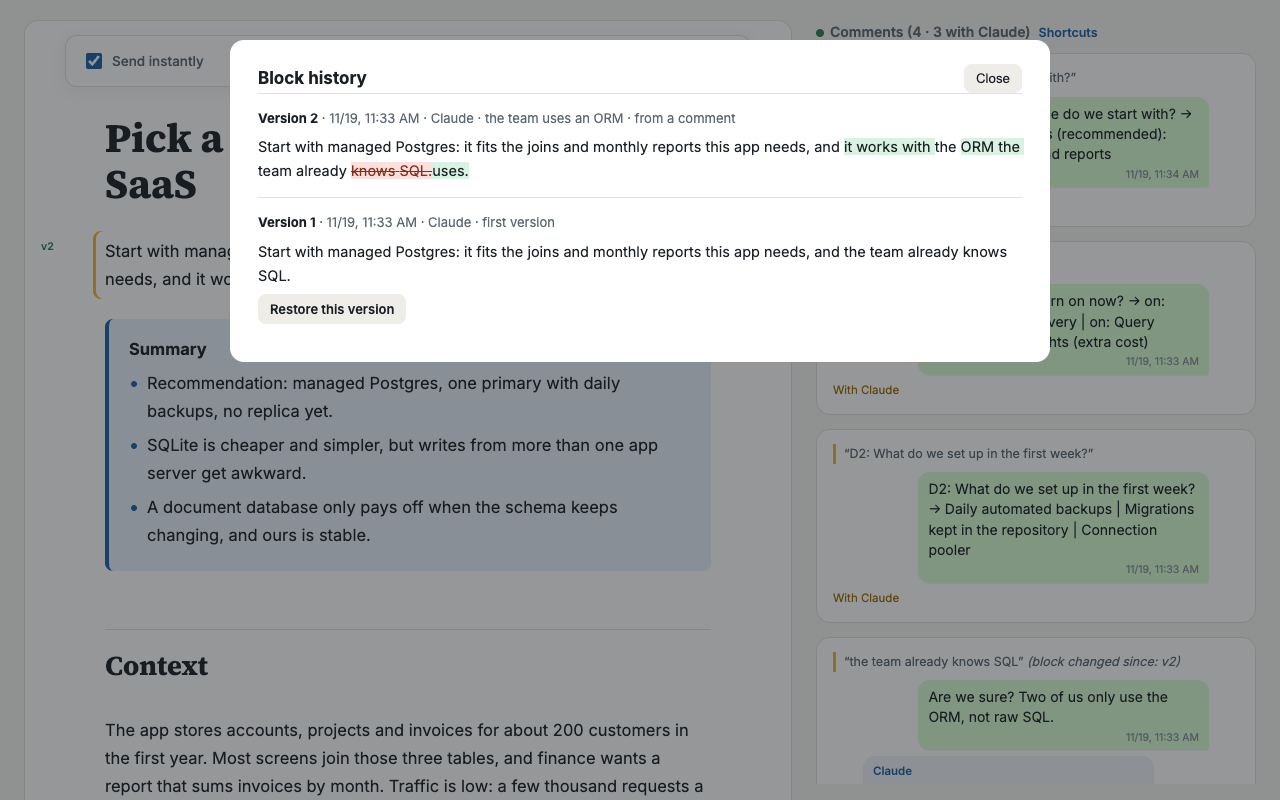 Send instantly
Pick a
SaaS
v2
Start with manag
needs, and it wo
Summary
Recommendation: managed Postgres, one primary with daily
backups, no replica yet.
SQLite is cheaper and simpler, but writes from more than one app
server get awkward.
A document database only pays off when the schema keeps
changing, and ours is stable.
Context
The app stores accounts, projects and invoices for about 200 customers in
the first year. Most screens join those three tables, and finance wants a
report that sums invoices by month. Traffic is low: a few thousand requests a
Block history
Close
Version 2 · 11/19, 11:33 AM · Claude · the team uses an ORM · from a comment
Start with managed Postgres: it fits the joins and monthly reports this app needs, and it works with the ORM the
team already knows SQL.uses.
Version 1 · 11/19, 11:33 AM · Claude · first version
Start with managed Postgres: it fits the joins and monthly reports this app needs, and the team already knows
SQL.
Restore this version
Comments (4 · 3 with Claude) Shortcuts
ith?”
e do we start with? →
s (recommended):
d reports
11/19, 11:34 AM
rn on now? → on:
very | on: Query
hts (extra cost)
11/19, 11:33 AM
With Claude
“D2: What do we set up in the first week?”
D2: What do we set up in the first week?
→ Daily automated backups | Migrations
kept in the repository | Connection
pooler
11/19, 11:33 AM
With Claude
“the team already knows SQL” (block changed since: v2)
Are we sure? Two of us only use the
ORM, not raw SQL.
11/19, 11:33 AM
Claude